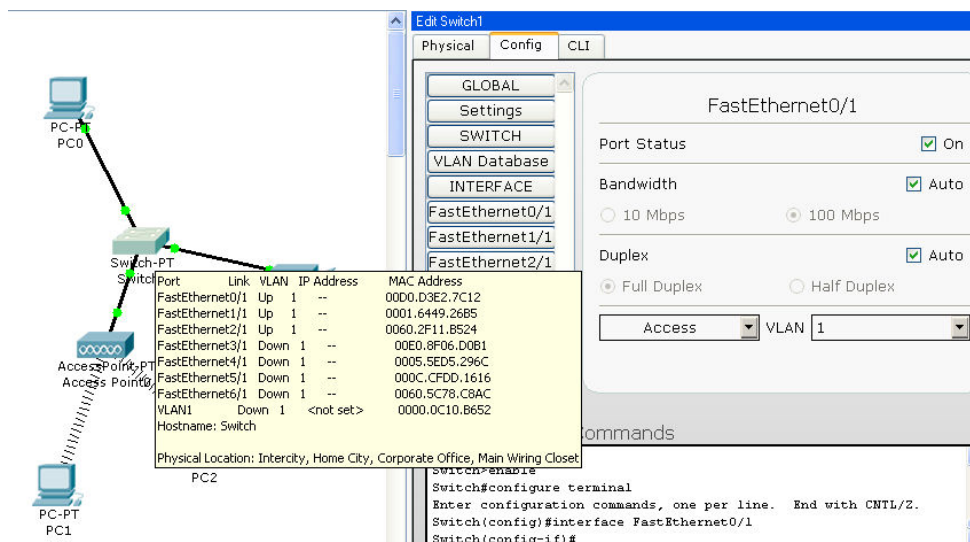 Edit Switch1
Physical Config CLI
GLOBAL
Settings
SWITCH
VLAN Database
INTERFACE
FastEthernet0/1
FastEthernet1/1
FastEthernet2/1
FastEthernet0/1
Port Status On
Bandwidth Auto
10 Mbps 100 Mbps
Duplex Auto
Full Duplex Half Duplex
Access VLAN 1
PC-PT
PC0
Switch-PT
Switch
Port Link VLAN IP Address MAC Address
FastEthernet0/1 Up 1 -- 00D0.D3E2.7C12
FastEthernet1/1 Up 1 -- 0001.6449.26B5
FastEthernet2/1 Up 1 -- 0060.2F11.B524
FastEthernet3/1 Down 1 -- 00E0.8F06.D0B1
FastEthernet4/1 Down 1 -- 0005.5ED5.296C
FastEthernet5/1 Down 1 -- 000C.CFDD.1616
FastEthernet6/1 Down 1 -- 0060.5C78.C8AC
VLAN1 Down 1 <not set> 0000.0C10.B652
Hostname: Switch
Physical Location: Intercity, Home City, Corporate Office, Main Wiring Closet
AccessPoint-PT
Access Point0
PC2
PC-PT
PC1
ommands
Switch>enable
Switch#configure terminal
Enter configuration commands, one per line. End with CNTL/Z.
Switch(config)#interface FastEthernet0/1
Switch(config-if)#